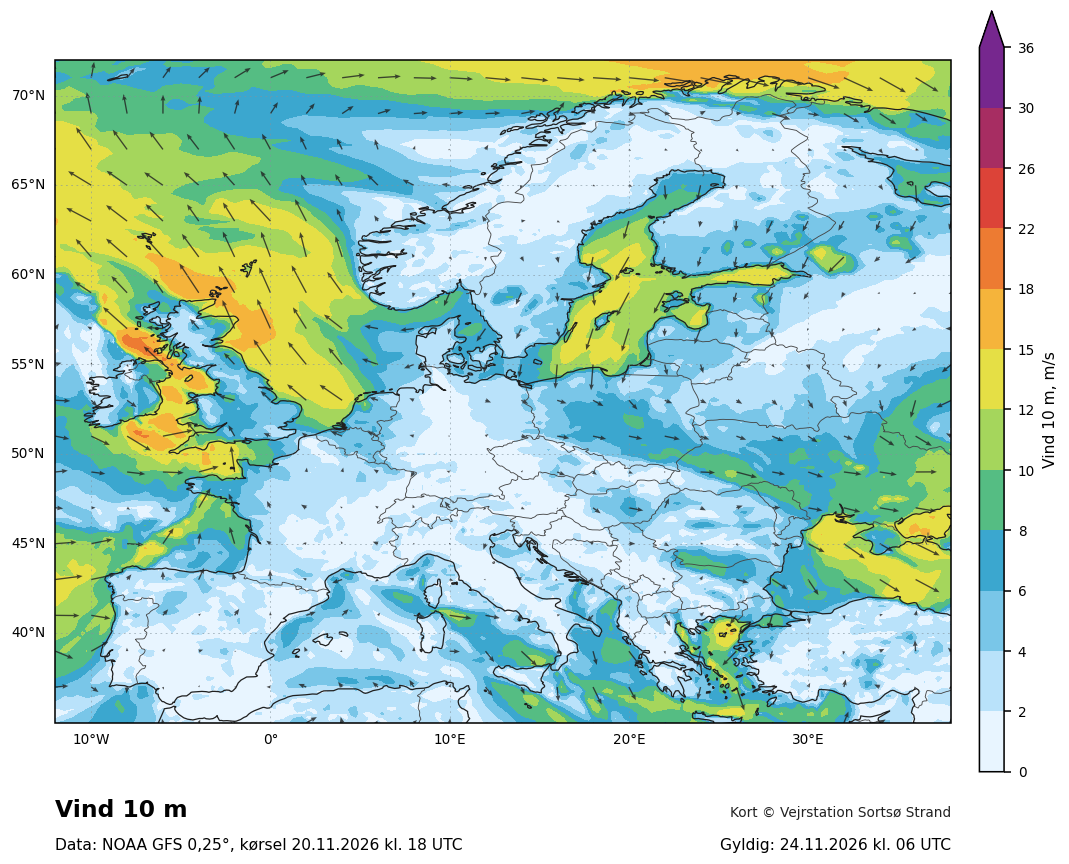 36
30
26
22
18
15
12
10
8
6
4
2
0
Vind 10 m, m/s
70°N
65°N
60°N
55°N
50°N
45°N
40°N
10°W
0°
10°E
20°E
30°E
Vind 10 m
Kort © Vejrstation Sortsø Strand
Data: NOAA GFS 0,25°, kørsel 20.11.2026 kl. 18 UTC
Gyldig: 24.11.2026 kl. 06 UTC